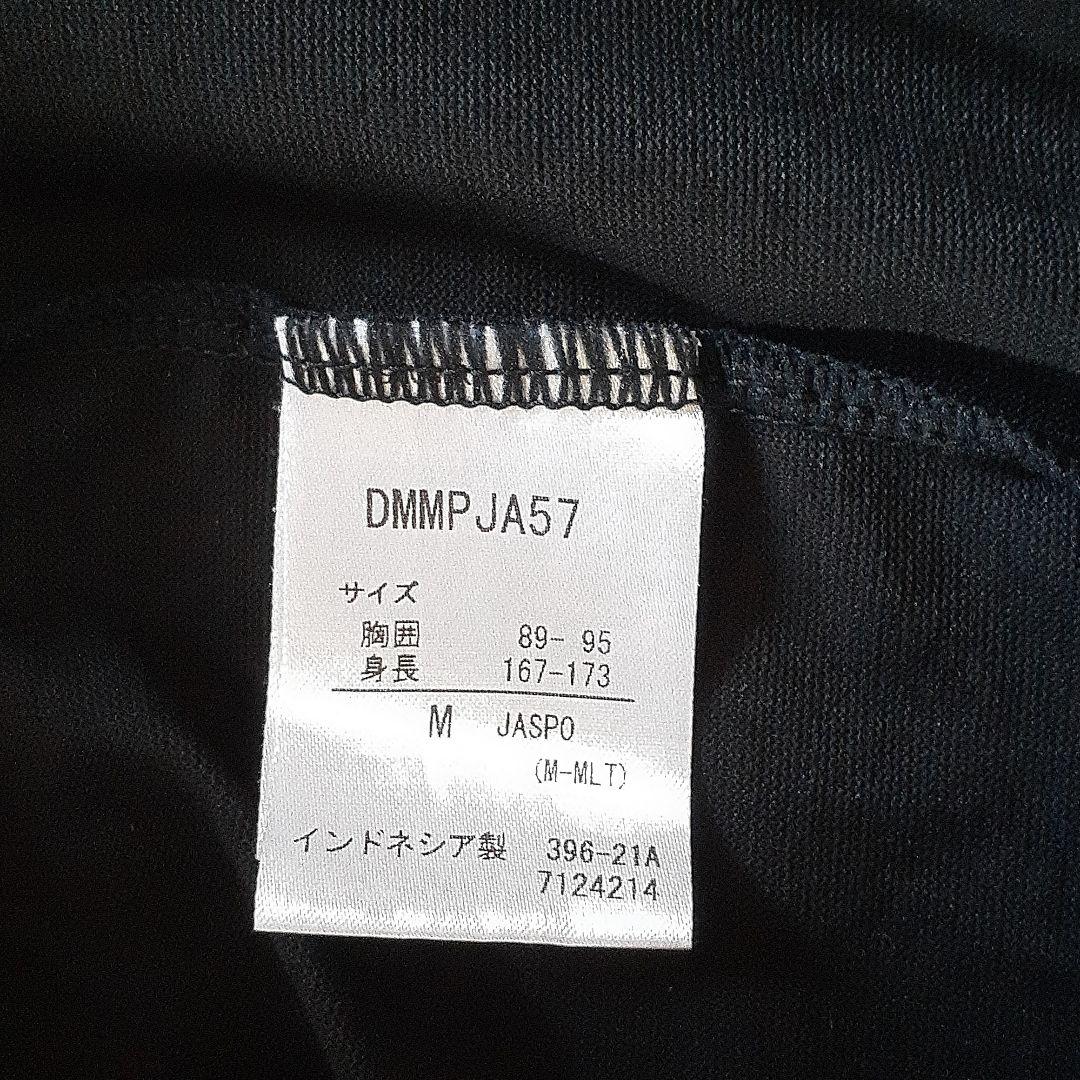 DMMPJA57
サイズ
胸囲 89- 95
身長 167-173
M JASPO
(M-MLT)
インドネシア製 396-21A
7124214